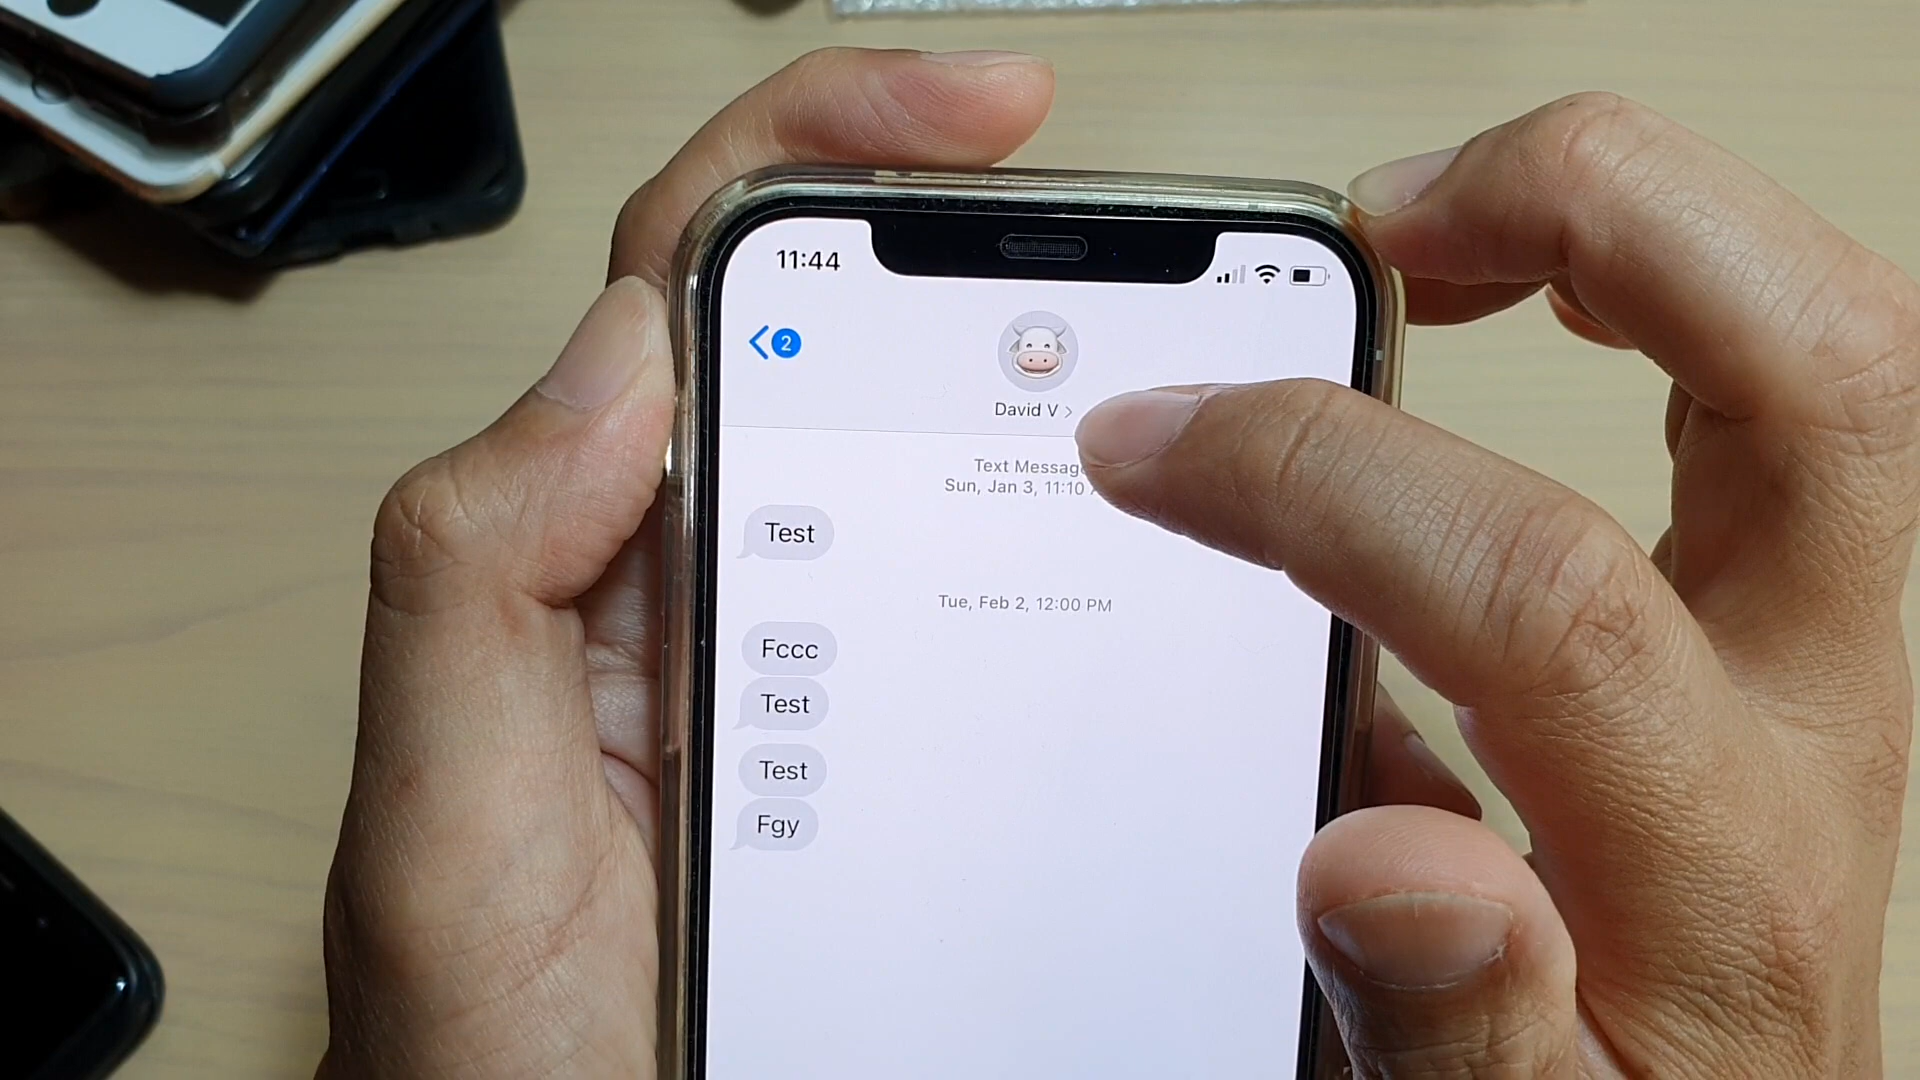 11:44
2
David V >
Text Message
Sun, Jan 3, 11:10
Test
Tue, Feb 2, 12:00 PM
Fccc
Test
Test
Fgy